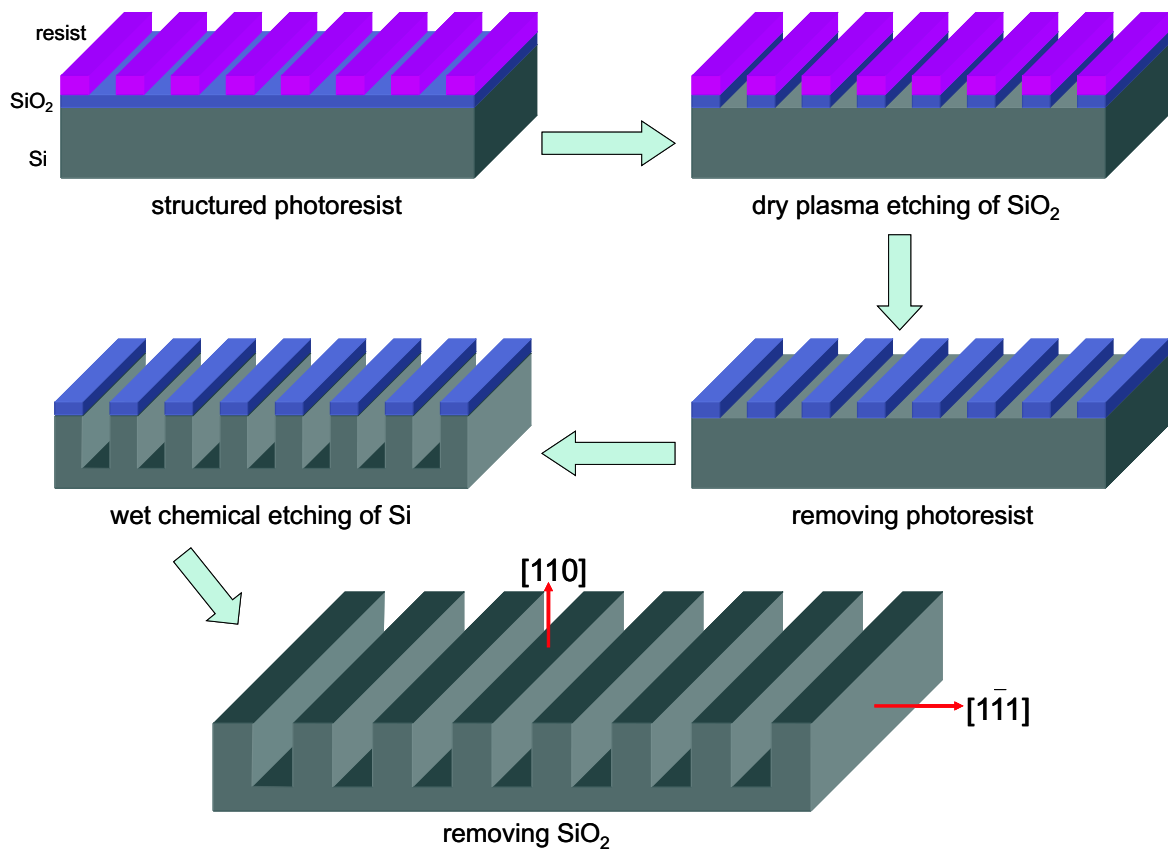 resist
SiO₂
Si
structured photoresist
dry plasma etching of SiO₂
wet chemical etching of Si
removing photoresist
[110]
[11̅1]
removing SiO₂